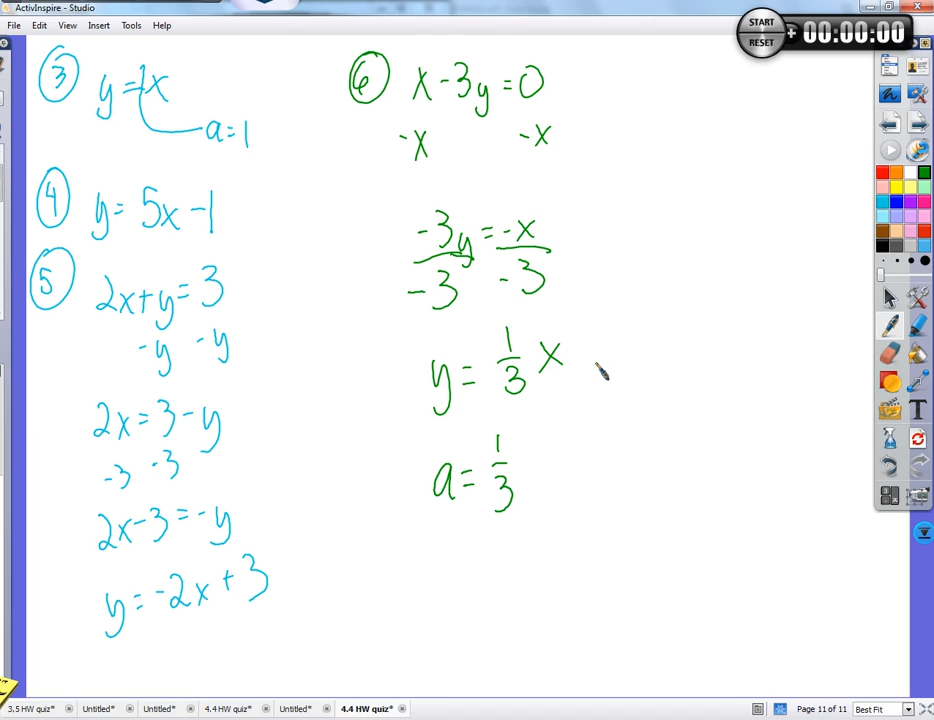 ActivInspire - Studio
File Edit View Insert Tools
START
RESET
+ 00:00:00
3 y = 1x
a = 1
4 y = 5x - 1
5 2x + y = 3
-y -y
2x = 3 - y
-3 -3
2x - 3 = -y
y = -2x + 3
6 x - 3y = 0
-x -x
-3y = -x
-3 -3
y = 1/3 x
a = 1/3
3.5 HW quiz* Untitled* Untitled* 4.4 HW quiz* Untitled* 4.4 HW quiz*
Page 11 of 11 Best Fit